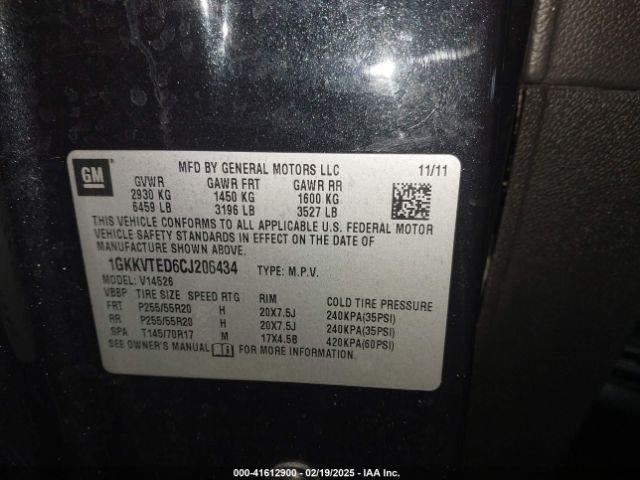 GM
MFD BY GENERAL MOTORS LLC 11/11
GVWR GAWR FRT GAWR RR
2930 KG 1450 KG 1600 KG
6459 LB 3196 LB 3527 LB
THIS VEHICLE CONFORMS TO ALL APPLICABLE U.S. FEDERAL MOTOR
VEHICLE SAFETY STANDARDS IN EFFECT ON THE DATE OF
MANUFACTURE SHOWN ABOVE.
1GKKVTED6CJ206434 TYPE: M.P.V.
MODEL: V14526
VBBP TIRE SIZE SPEED RTG RIM COLD TIRE PRESSURE
FRT P255/55R20 H 20X7.5J 240KPA(35PSI)
RR P255/55R20 H 20X7.5J 240KPA(35PSI)
SPA T145/70R17 M 17X4.5B 420KPA(60PSI)
SEE OWNER'S MANUAL FOR MORE INFORMATION.
000-41612900 - 02/19/2025 - IAA Inc.